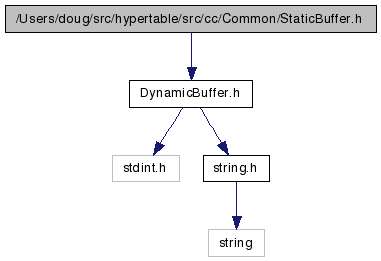 /Users/doug/src/hypertable/src/cc/Common/StaticBuffer.h
DynamicBuffer.h
stdint.h
string.h
string